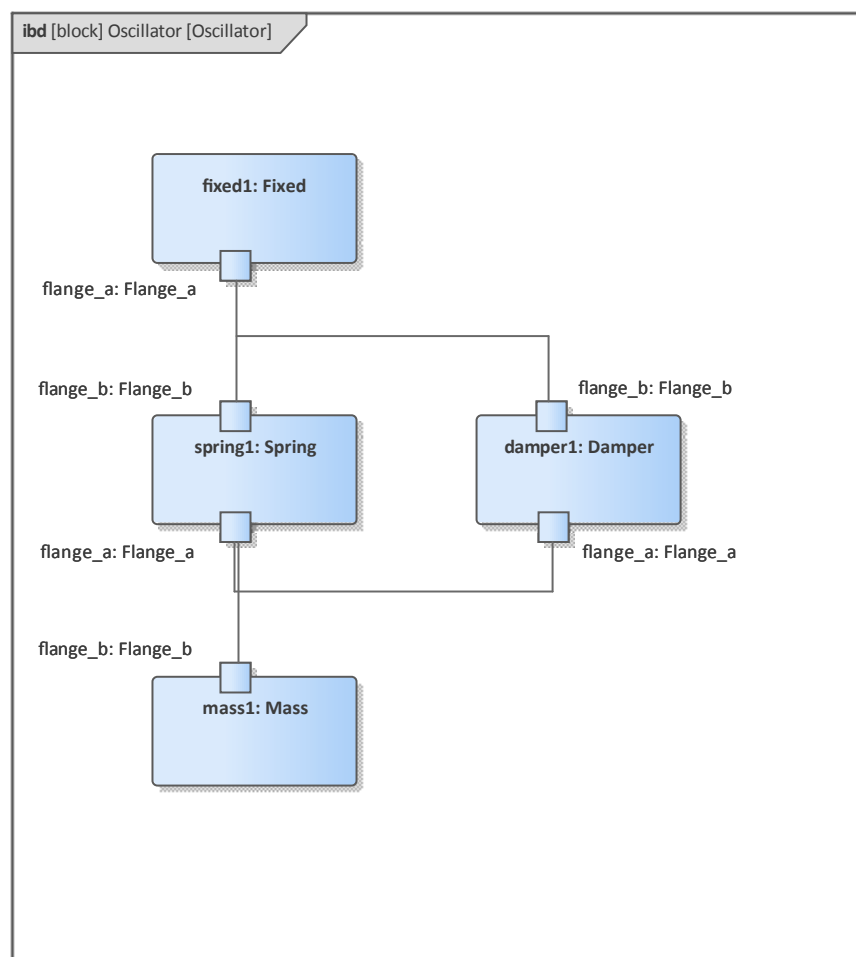 ibd [block] Oscillator [Oscillator]
fixed1: Fixed
flange_a: Flange_a
flange_b: Flange_b
flange_b: Flange_b
spring1: Spring
damper1: Damper
flange_a: Flange_a
flange_a: Flange_a
flange_b: Flange_b
mass1: Mass